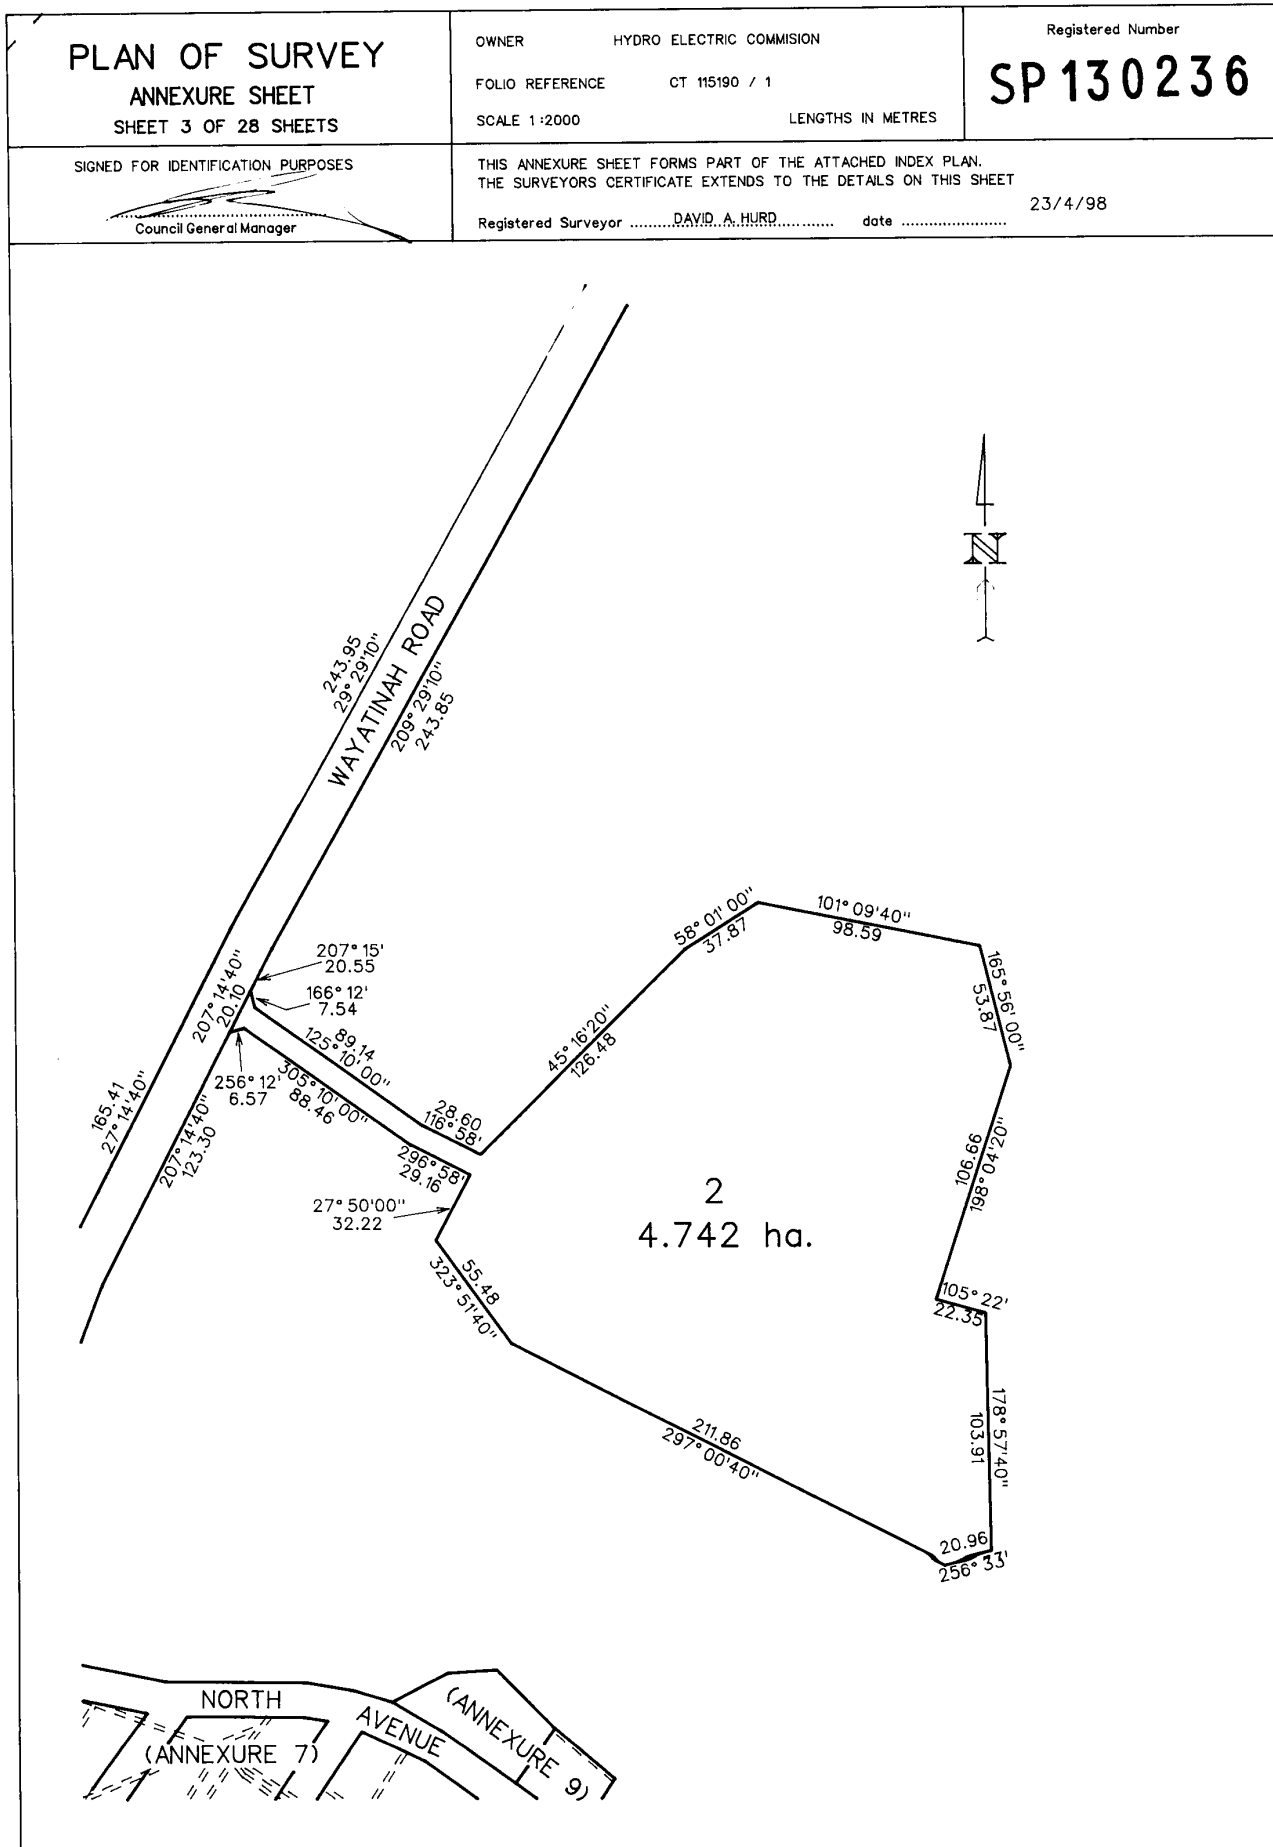 PLAN OF SURVEY
ANNEXURE SHEET
SHEET 3 OF 28 SHEETS
OWNER HYDRO ELECTRIC COMMISION
FOLIO REFERENCE CT 115190 / 1
SCALE 1:2000 LENGTHS IN METRES
Registered Number
SP 130236
SIGNED FOR IDENTIFICATION PURPOSES
Council General Manager
THIS ANNEXURE SHEET FORMS PART OF THE ATTACHED INDEX PLAN.
THE SURVEYORS CERTIFICATE EXTENDS TO THE DETAILS ON THIS SHEET
Registered Surveyor DAVID A. HURD date 23/4/98
N
243.95
29° 29'10"
WAYATINAH ROAD
209° 29'10"
243.85
58° 01' 00"
37.87
101° 09'40"
98.59
165° 56' 00"
53.87
207° 15'
20.55
166° 12'
7.54
207° 14'40"
20.10
89.14
125° 10' 00"
45° 16'20"
126.48
256° 12'
6.57
305° 10' 00"
88.46
28.60
116° 58'
165.41
27° 14'40"
207° 14'40"
123.30
296° 58'
29.16
106.66
198° 04'20"
27° 50'00"
32.22
2
4.742 ha.
55.48
323° 51'40"
105° 22'
22.35
211.86
297° 00'40"
178° 57'40"
103.91
20.96
256° 33'
NORTH AVENUE
(ANNEXURE 7)
(ANNEXURE 9)